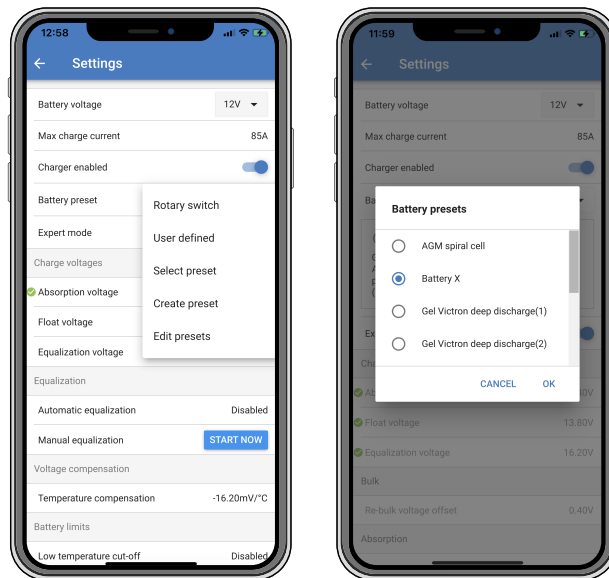 12:58
Settings
Battery voltage 12V
Max charge current 85A
Charger enabled
Battery preset
Expert mode
Rotary switch
User defined
Select preset
Create preset
Edit presets
Charge voltages
Absorption voltage
Float voltage
Equalization voltage
Equalization
Automatic equalization Disabled
Manual equalization START NOW
Voltage compensation
Temperature compensation -16.20mV/°C
Battery limits
Low temperature cut-off Disabled
11:59
Settings
Battery voltage 12V
Max charge current 85A
Charger enabled
Ba
Battery presets
AGM spiral cell
Battery X
Gel Victron deep discharge(1)
Gel Victron deep discharge(2)
CANCEL OK
Ex
Ab
Float voltage 13.80V
Equalization voltage 16.20V
Bulk
Re-bulk voltage offset 0.40V
Absorption